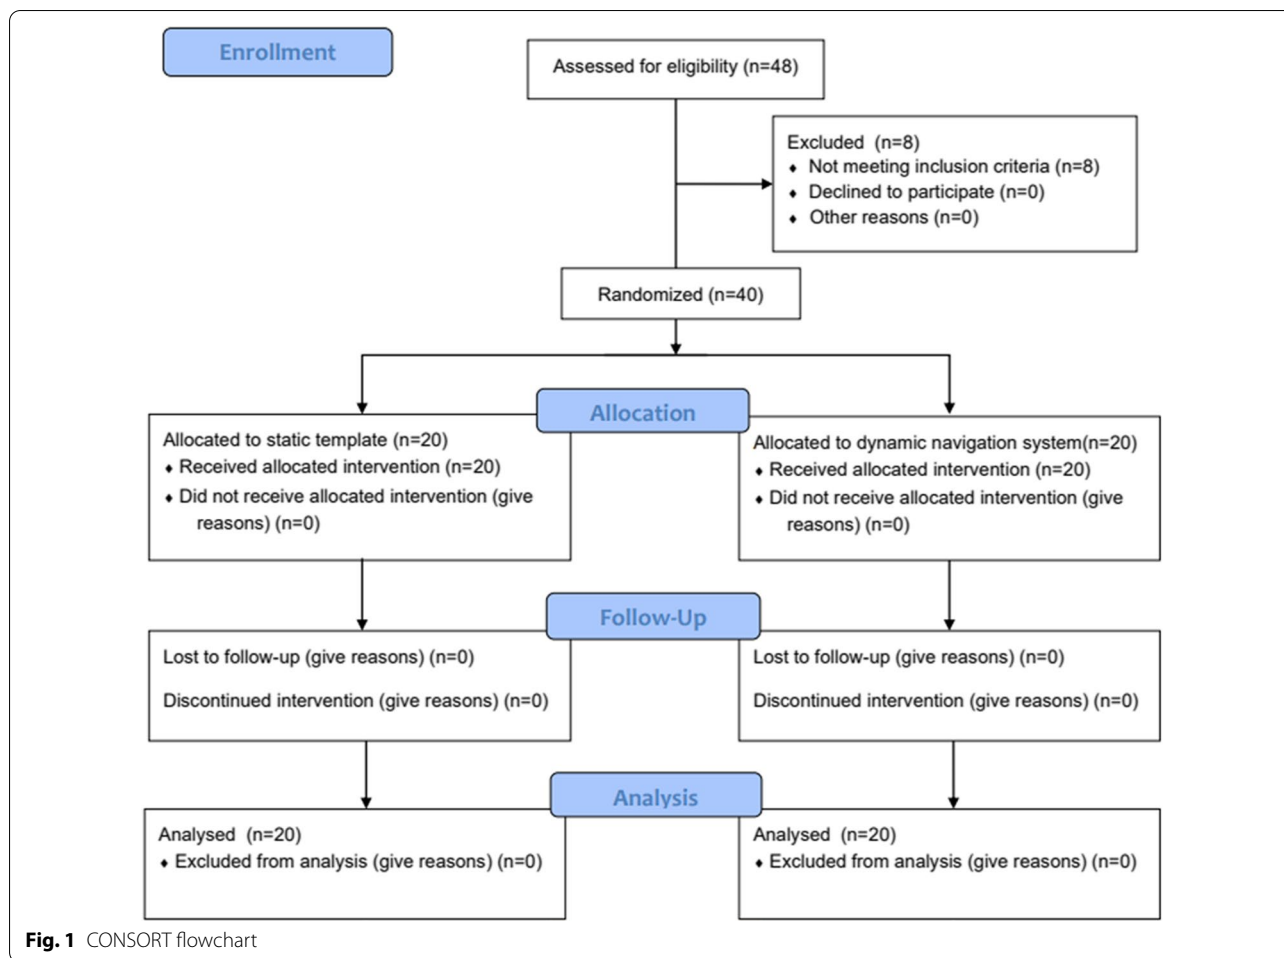 Enrollment
Assessed for eligibility (n=48)
Excluded (n=8)
♦ Not meeting inclusion criteria (n=8)
♦ Declined to participate (n=0)
♦ Other reasons (n=0)
Randomized (n=40)
Allocation
Allocated to static template (n=20)
♦ Received allocated intervention (n=20)
♦ Did not receive allocated intervention (give
reasons) (n=0)
Allocated to dynamic navigation system(n=20)
♦ Received allocated intervention (n=20)
♦ Did not receive allocated intervention (give
reasons) (n=0)
Follow-Up
Lost to follow-up (give reasons) (n=0)
Discontinued intervention (give reasons) (n=0)
Lost to follow-up (give reasons) (n=0)
Discontinued intervention (give reasons) (n=0)
Analysis
Analysed (n=20)
♦ Excluded from analysis (give reasons) (n=0)
Analysed (n=20)
♦ Excluded from analysis (give reasons) (n=0)
Fig. 1 CONSORT flowchart